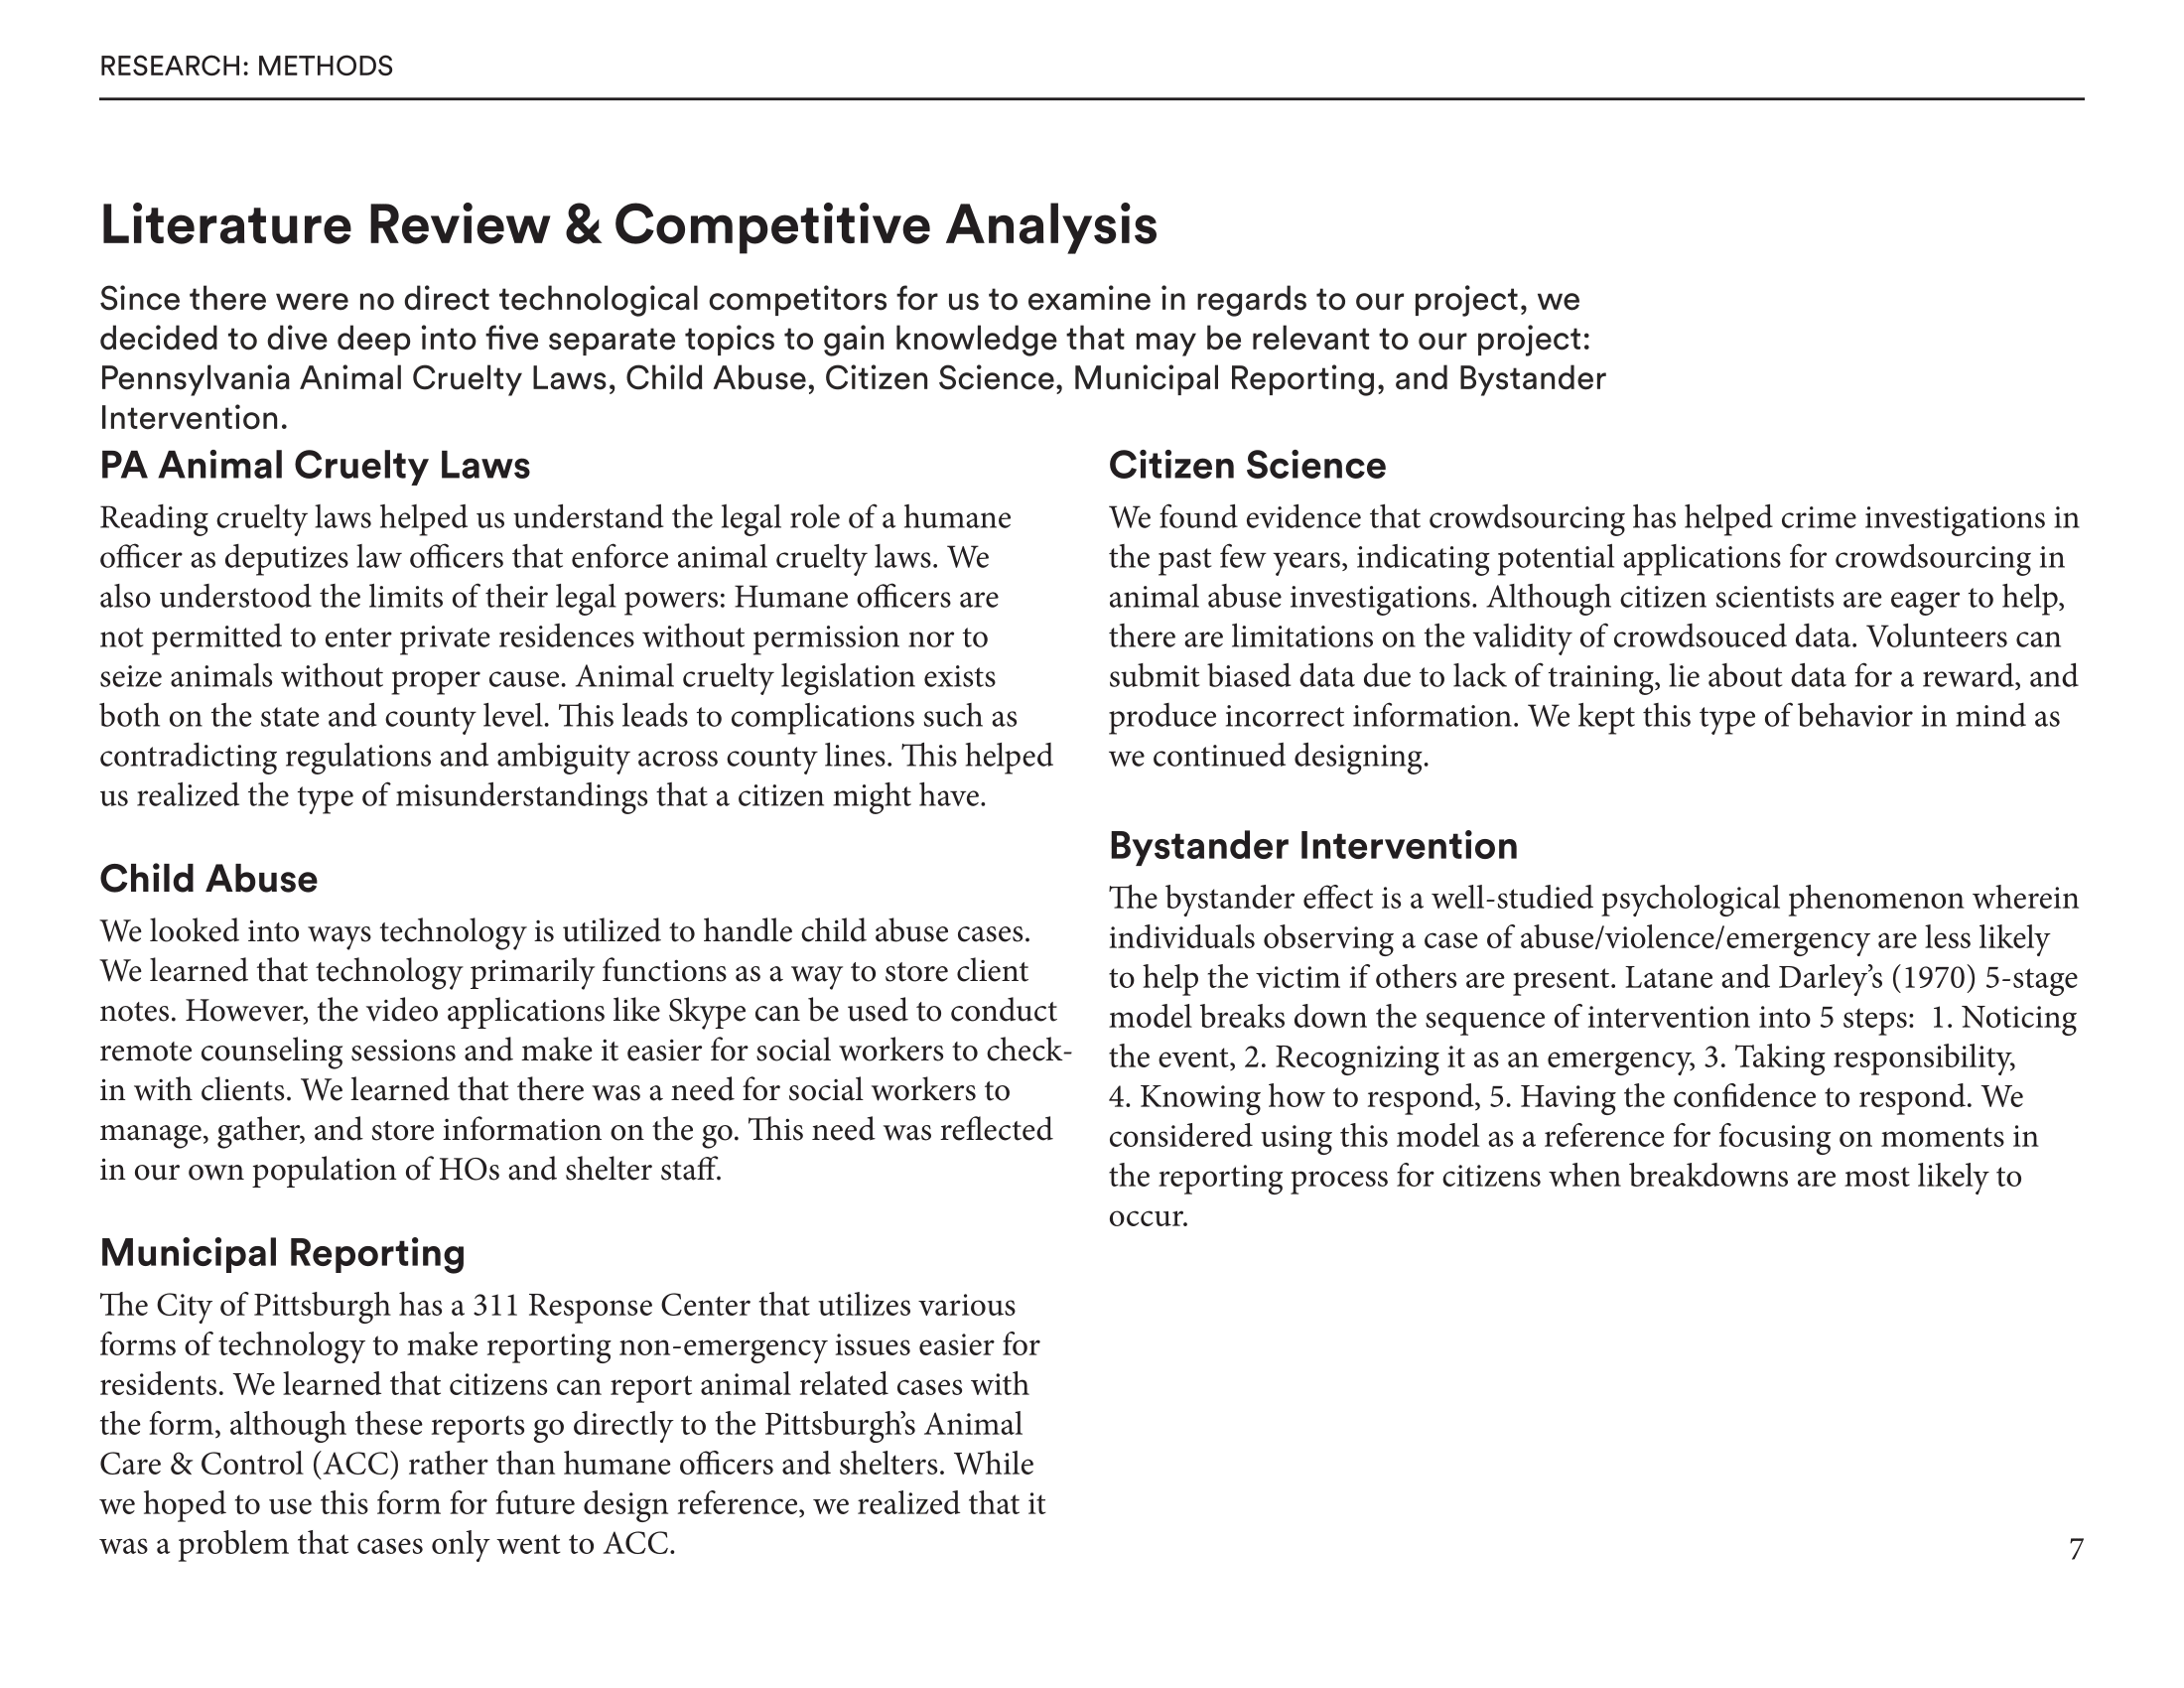 RESEARCH: METHODS
Literature Review & Competitive Analysis
Since there were no direct technological competitors for us to examine in regards to our project, we
decided to dive deep into five separate topics to gain knowledge that may be relevant to our project:
Pennsylvania Animal Cruelty Laws, Child Abuse, Citizen Science, Municipal Reporting, and Bystander
Intervention.
PA Animal Cruelty Laws
Reading cruelty laws helped us understand the legal role of a humane
officer as deputizes law officers that enforce animal cruelty laws. We
also understood the limits of their legal powers: Humane officers are
not permitted to enter private residences without permission nor to
seize animals without proper cause. Animal cruelty legislation exists
both on the state and county level. This leads to complications such as
contradicting regulations and ambiguity across county lines. This helped
us realized the type of misunderstandings that a citizen might have.
Child Abuse
We looked into ways technology is utilized to handle child abuse cases.
We learned that technology primarily functions as a way to store client
notes. However, the video applications like Skype can be used to conduct
remote counseling sessions and make it easier for social workers to check-
in with clients. We learned that there was a need for social workers to
manage, gather, and store information on the go. This need was reflected
in our own population of HOs and shelter staff.
Municipal Reporting
The City of Pittsburgh has a 311 Response Center that utilizes various
forms of technology to make reporting non-emergency issues easier for
residents. We learned that citizens can report animal related cases with
the form, although these reports go directly to the Pittsburgh's Animal
Care & Control (ACC) rather than humane officers and shelters. While
we hoped to use this form for future design reference, we realized that it
was a problem that cases only went to ACC.
Citizen Science
We found evidence that crowdsourcing has helped crime investigations in
the past few years, indicating potential applications for crowdsourcing in
animal abuse investigations. Although citizen scientists are eager to help,
there are limitations on the validity of crowdsouced data. Volunteers can
submit biased data due to lack of training, lie about data for a reward, and
produce incorrect information. We kept this type of behavior in mind as
we continued designing.
Bystander Intervention
The bystander effect is a well-studied psychological phenomenon wherein
individuals observing a case of abuse/violence/emergency are less likely
to help the victim if others are present. Latane and Darley's (1970) 5-stage
model breaks down the sequence of intervention into 5 steps:  1. Noticing
the event, 2. Recognizing it as an emergency, 3. Taking responsibility,
4. Knowing how to respond, 5. Having the confidence to respond. We
considered using this model as a reference for focusing on moments in
the reporting process for citizens when breakdowns are most likely to
occur.
7